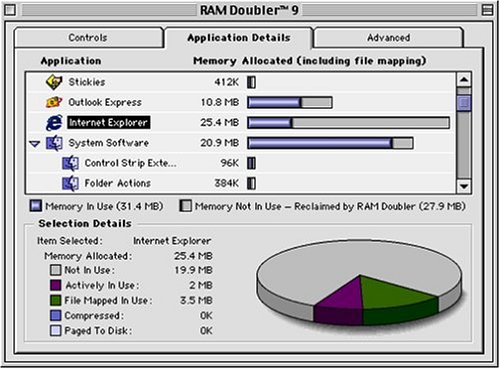 RAM Doubler™ 9
Controls Application Details Advanced
Application Memory Allocated (including file mapping)
Stickies 412K
Outlook Express 10.8 MB
Internet Explorer 25.4 MB
System Software 20.9 MB
Control Strip Exte... 96K
Folder Actions 384K
Memory In Use (31.4 MB) Memory Not In Use – Reclaimed by RAM Doubler (27.9 MB)
Selection Details
Item Selected: Internet Explorer
Memory Allocated: 25.4 MB
Not In Use: 19.9 MB
Actively In Use: 2 MB
File Mapped In Use: 3.5 MB
Compressed: 0K
Paged To Disk: 0K